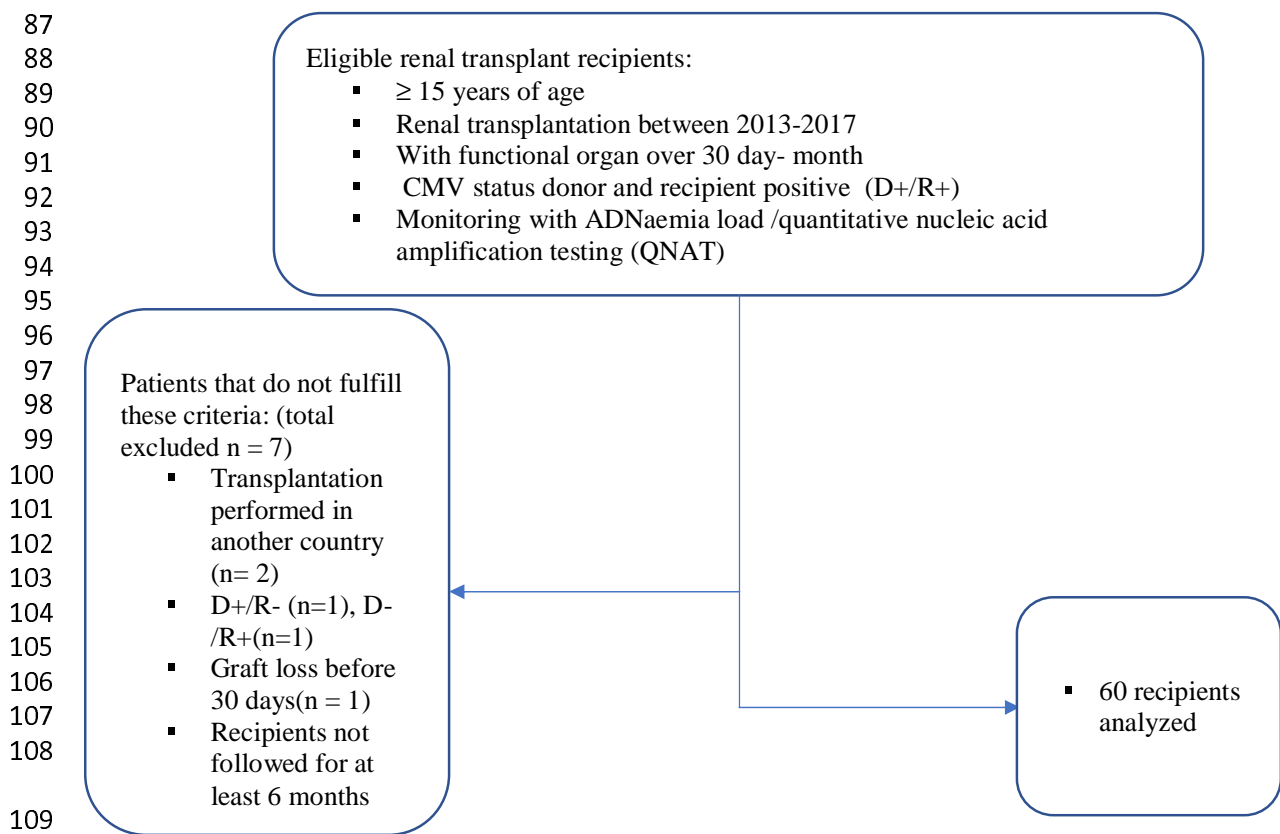 87
88
89
90
91
92
93
94
95
96
97
98
99
100
101
102
103
104
105
106
107
108
109
Eligible renal transplant recipients:
▪ ≥ 15 years of age
▪ Renal transplantation between 2013-2017
▪ With functional organ over 30 day- month
▪ CMV status donor and recipient positive (D+/R+)
▪ Monitoring with ADNaemia load /quantitative nucleic acid
amplification testing (QNAT)
Patients that do not fulfill
these criteria: (total
excluded n = 7)
▪ Transplantation
performed in
another country
(n= 2)
▪ D+/R- (n=1), D-
/R+(n=1)
▪ Graft loss before
30 days(n = 1)
▪ Recipients not
followed for at
least 6 months
▪ 60 recipients
analyzed